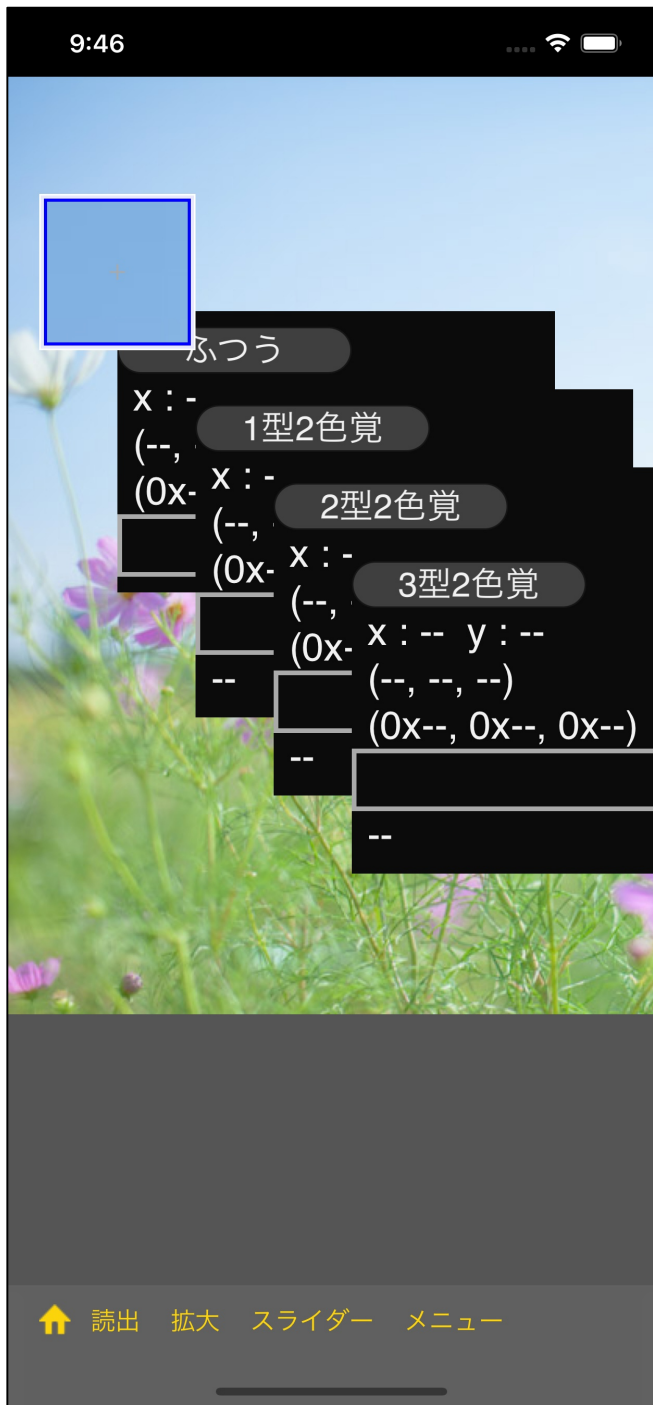 9:46
ふつう
x : -
(--,
(0x-
1型2色覚
x : -
(--,
(0x-
--
2型2色覚
x : -
(--,
(0x-
--
3型2色覚
x : -- y : --
(--, --, --)
(0x--, 0x--, 0x--)
--
読出 拡大 スライダー メニュー